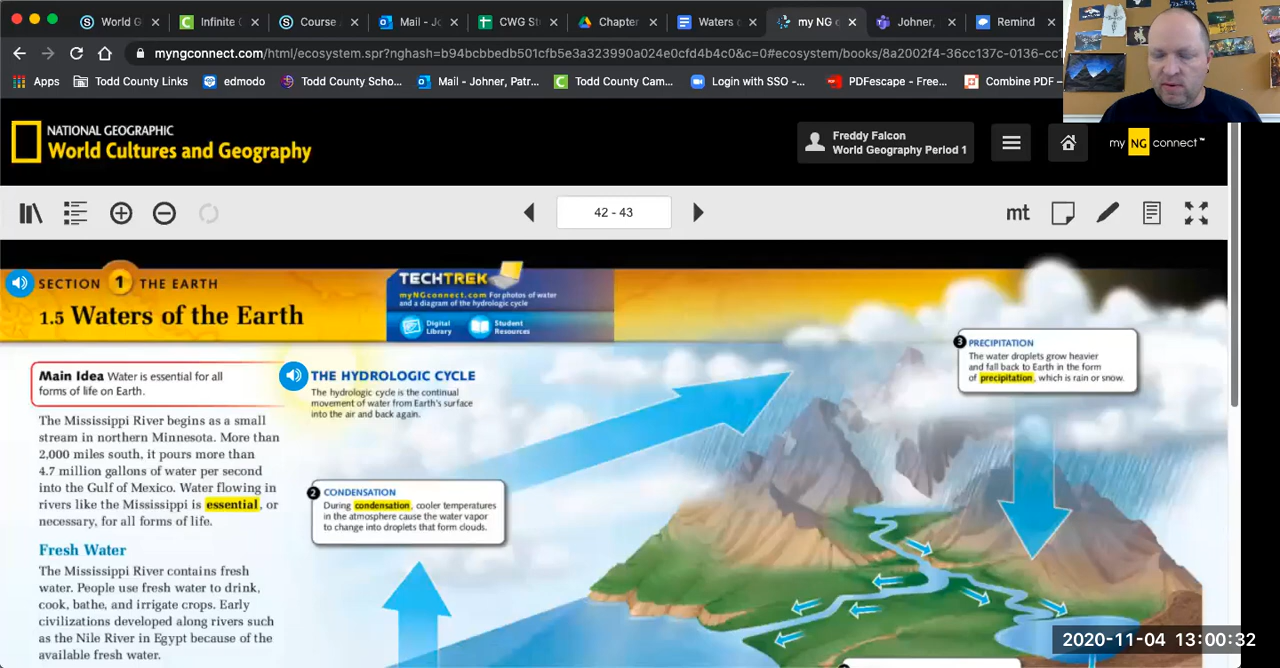 World G
Infinite C
Course
Mail - Jo
CWG St
Chapter
Waters o
my NG c
Johner,
Remind
myngconnect.com/html/ecosystem.spr?nghash=b94bcbbedb501cfb5e3a323990a024e0cfd4b4c0&c=0#ecosystem/books/8a2002f4-36cc137c-0136-cc1
Apps
Todd County Links
edmodo
Todd County Scho...
Mail - Johner, Patr...
Todd County Cam...
Login with SSO -...
PDFescape - Free...
Combine PDF –
NATIONAL GEOGRAPHIC
World Cultures and Geography
Freddy Falcon
World Geography Period 1
my NG connect™
42 - 43
mt
SECTION 1 THE EARTH
1.5 Waters of the Earth
TECHTREK
myNGconnect.com For photos of water
and a diagram of the hydrologic cycle
Digital
Library
Student
Resources
Main Idea Water is essential for all
forms of life on Earth.
The Mississippi River begins as a small
stream in northern Minnesota. More than
2,000 miles south, it pours more than
4.7 million gallons of water per second
into the Gulf of Mexico. Water flowing in
rivers like the Mississippi is essential, or
necessary, for all forms of life.
Fresh Water
The Mississippi River contains fresh
water. People use fresh water to drink,
cook, bathe, and irrigate crops. Early
civilizations developed along rivers such
as the Nile River in Egypt because of the
available fresh water.
THE HYDROLOGIC CYCLE
The hydrologic cycle is the continual
movement of water from Earth's surface
into the air and back again.
2 CONDENSATION
During condensation, cooler temperatures
in the atmosphere cause the water vapor
to change into droplets that form clouds.
3 PRECIPITATION
The water droplets grow heavier
and fall back to Earth in the form
of precipitation, which is rain or snow.
2020-11-04 13:00:32